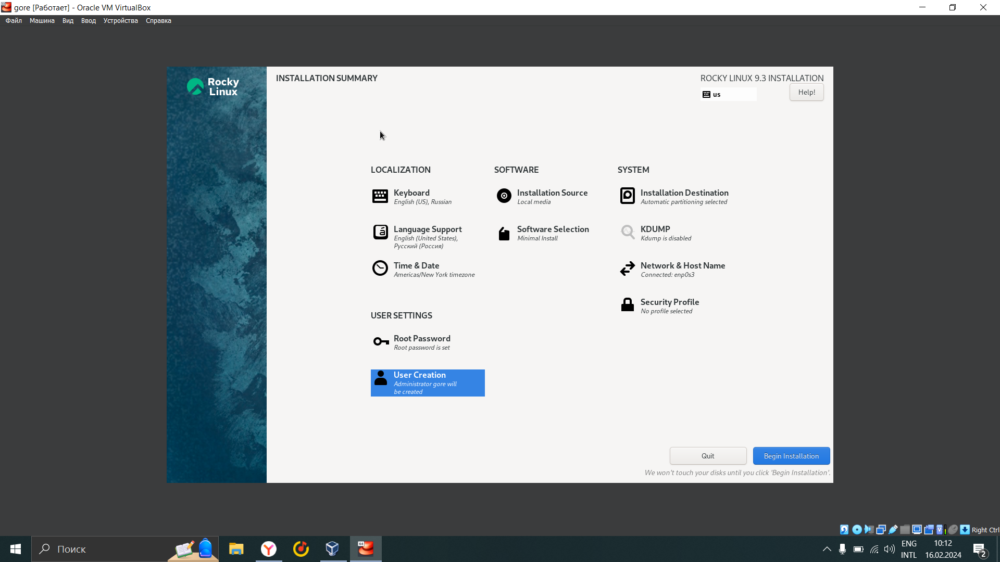 gore [Работает] - Oracle VM VirtualBox
Файл Машина Вид Ввод Устройства Справка
Rocky
Linux
INSTALLATION SUMMARY
ROCKY LINUX 9.3 INSTALLATION
us
Help!
LOCALIZATION
Keyboard
English (US), Russian
Language Support
English (United States),
Русский (Россия)
Time & Date
Americas/New York timezone
SOFTWARE
Installation Source
Local media
Software Selection
Minimal Install
SYSTEM
Installation Destination
Automatic partitioning selected
KDUMP
Kdump is disabled
Network & Host Name
Connected: enp0s3
Security Profile
No profile selected
USER SETTINGS
Root Password
Root password is set
User Creation
Administrator gore will
be created
Quit
Begin Installation
We won't touch your disks until you click 'Begin Installation'.
Right Ctrl
Поиск
64
ENG
INTL
10:12
16.02.2024
2